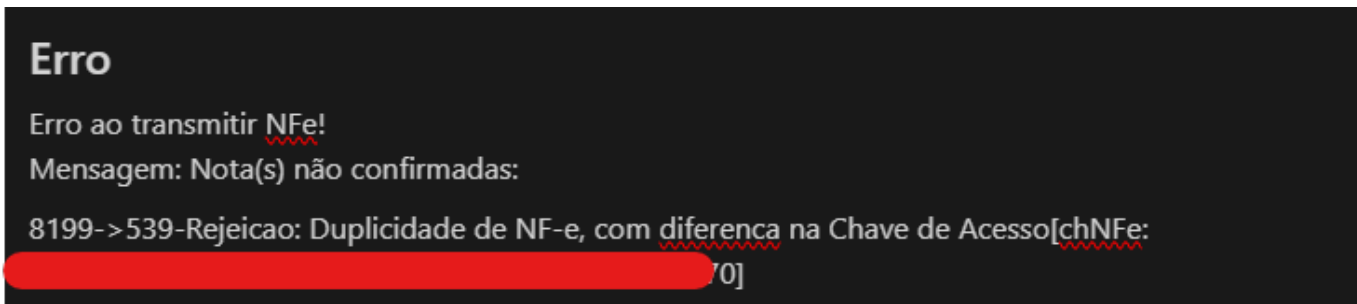 Erro
Erro ao transmitir NFe!
Mensagem: Nota(s) não confirmadas:
8199->539-Rejeicao: Duplicidade de NF-e, com diferenca na Chave de Acesso[chNFe:
70]